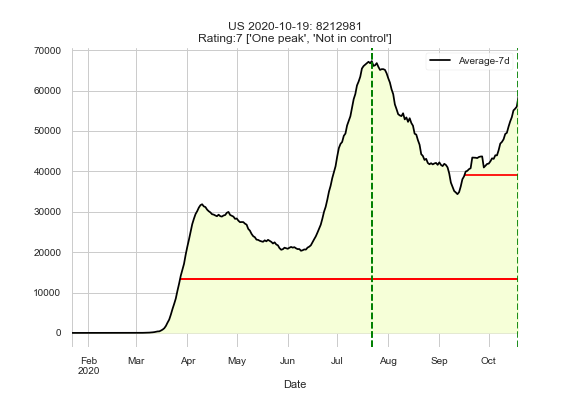 US 2020-10-19: 8212981
Rating:7 ['One peak', 'Not in control']
70000
60000
50000
40000
30000
20000
10000
0
Average-7d
Feb Mar Apr May Jun Jul Aug Sep Oct
2020
Date